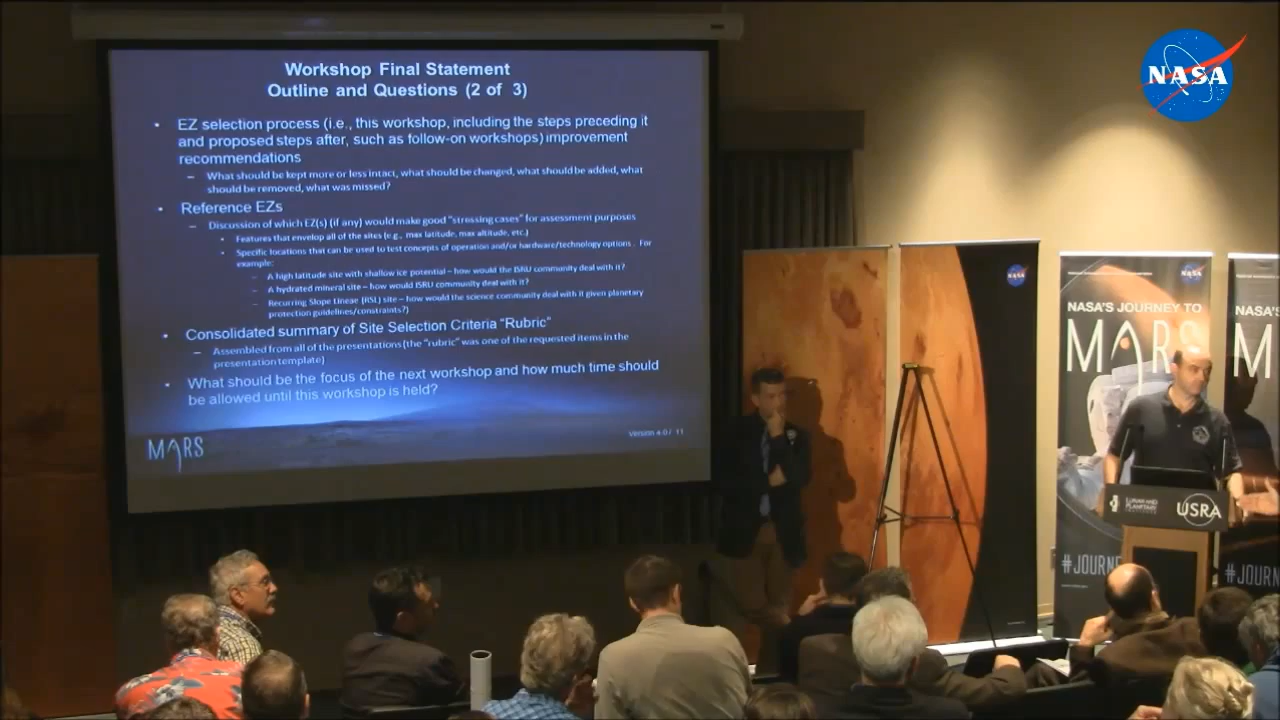 Workshop Final Statement
Outline and Questions (2 of 3)
• EZ selection process (i.e., this workshop, including the steps preceding it
and proposed steps after, such as follow-on workshops) improvement
recommendations
– What should be kept more or less intact, what should be changed, what should be added, what
should be removed, what was missed?
• Reference EZs
– Discussion of which EZ(s) (if any) would make good "stressing cases" for assessment purposes
• Features that envelop all of the sites (e.g., max latitude, max altitude, etc.)
• Specific locations that can be used to test concepts of operation and/or hardware/technology options. For
example:
– A high latitude site with shallow ice potential – how would the ISRU community deal with it?
– A hydrated mineral site – how would ISRU community deal with it?
– Recurring Slope Lineae (RSL) site – how would the science community deal with it given planetary
protection guidelines/constraints?)
• Consolidated summary of Site Selection Criteria "Rubric"
– Assembled from all of the presentations (the "rubric" was one of the requested items in the
presentation template)
• What should be the focus of the next workshop and how much time should
be allowed until this workshop is held?
MARS
Version 4.0 / 11
NASA
NASA'S JOURNEY TO
MARS
#JOURNE
LUNAR AND
PLANETARY
INSTITUTE
USRA
NASA'S
M
#JOURN